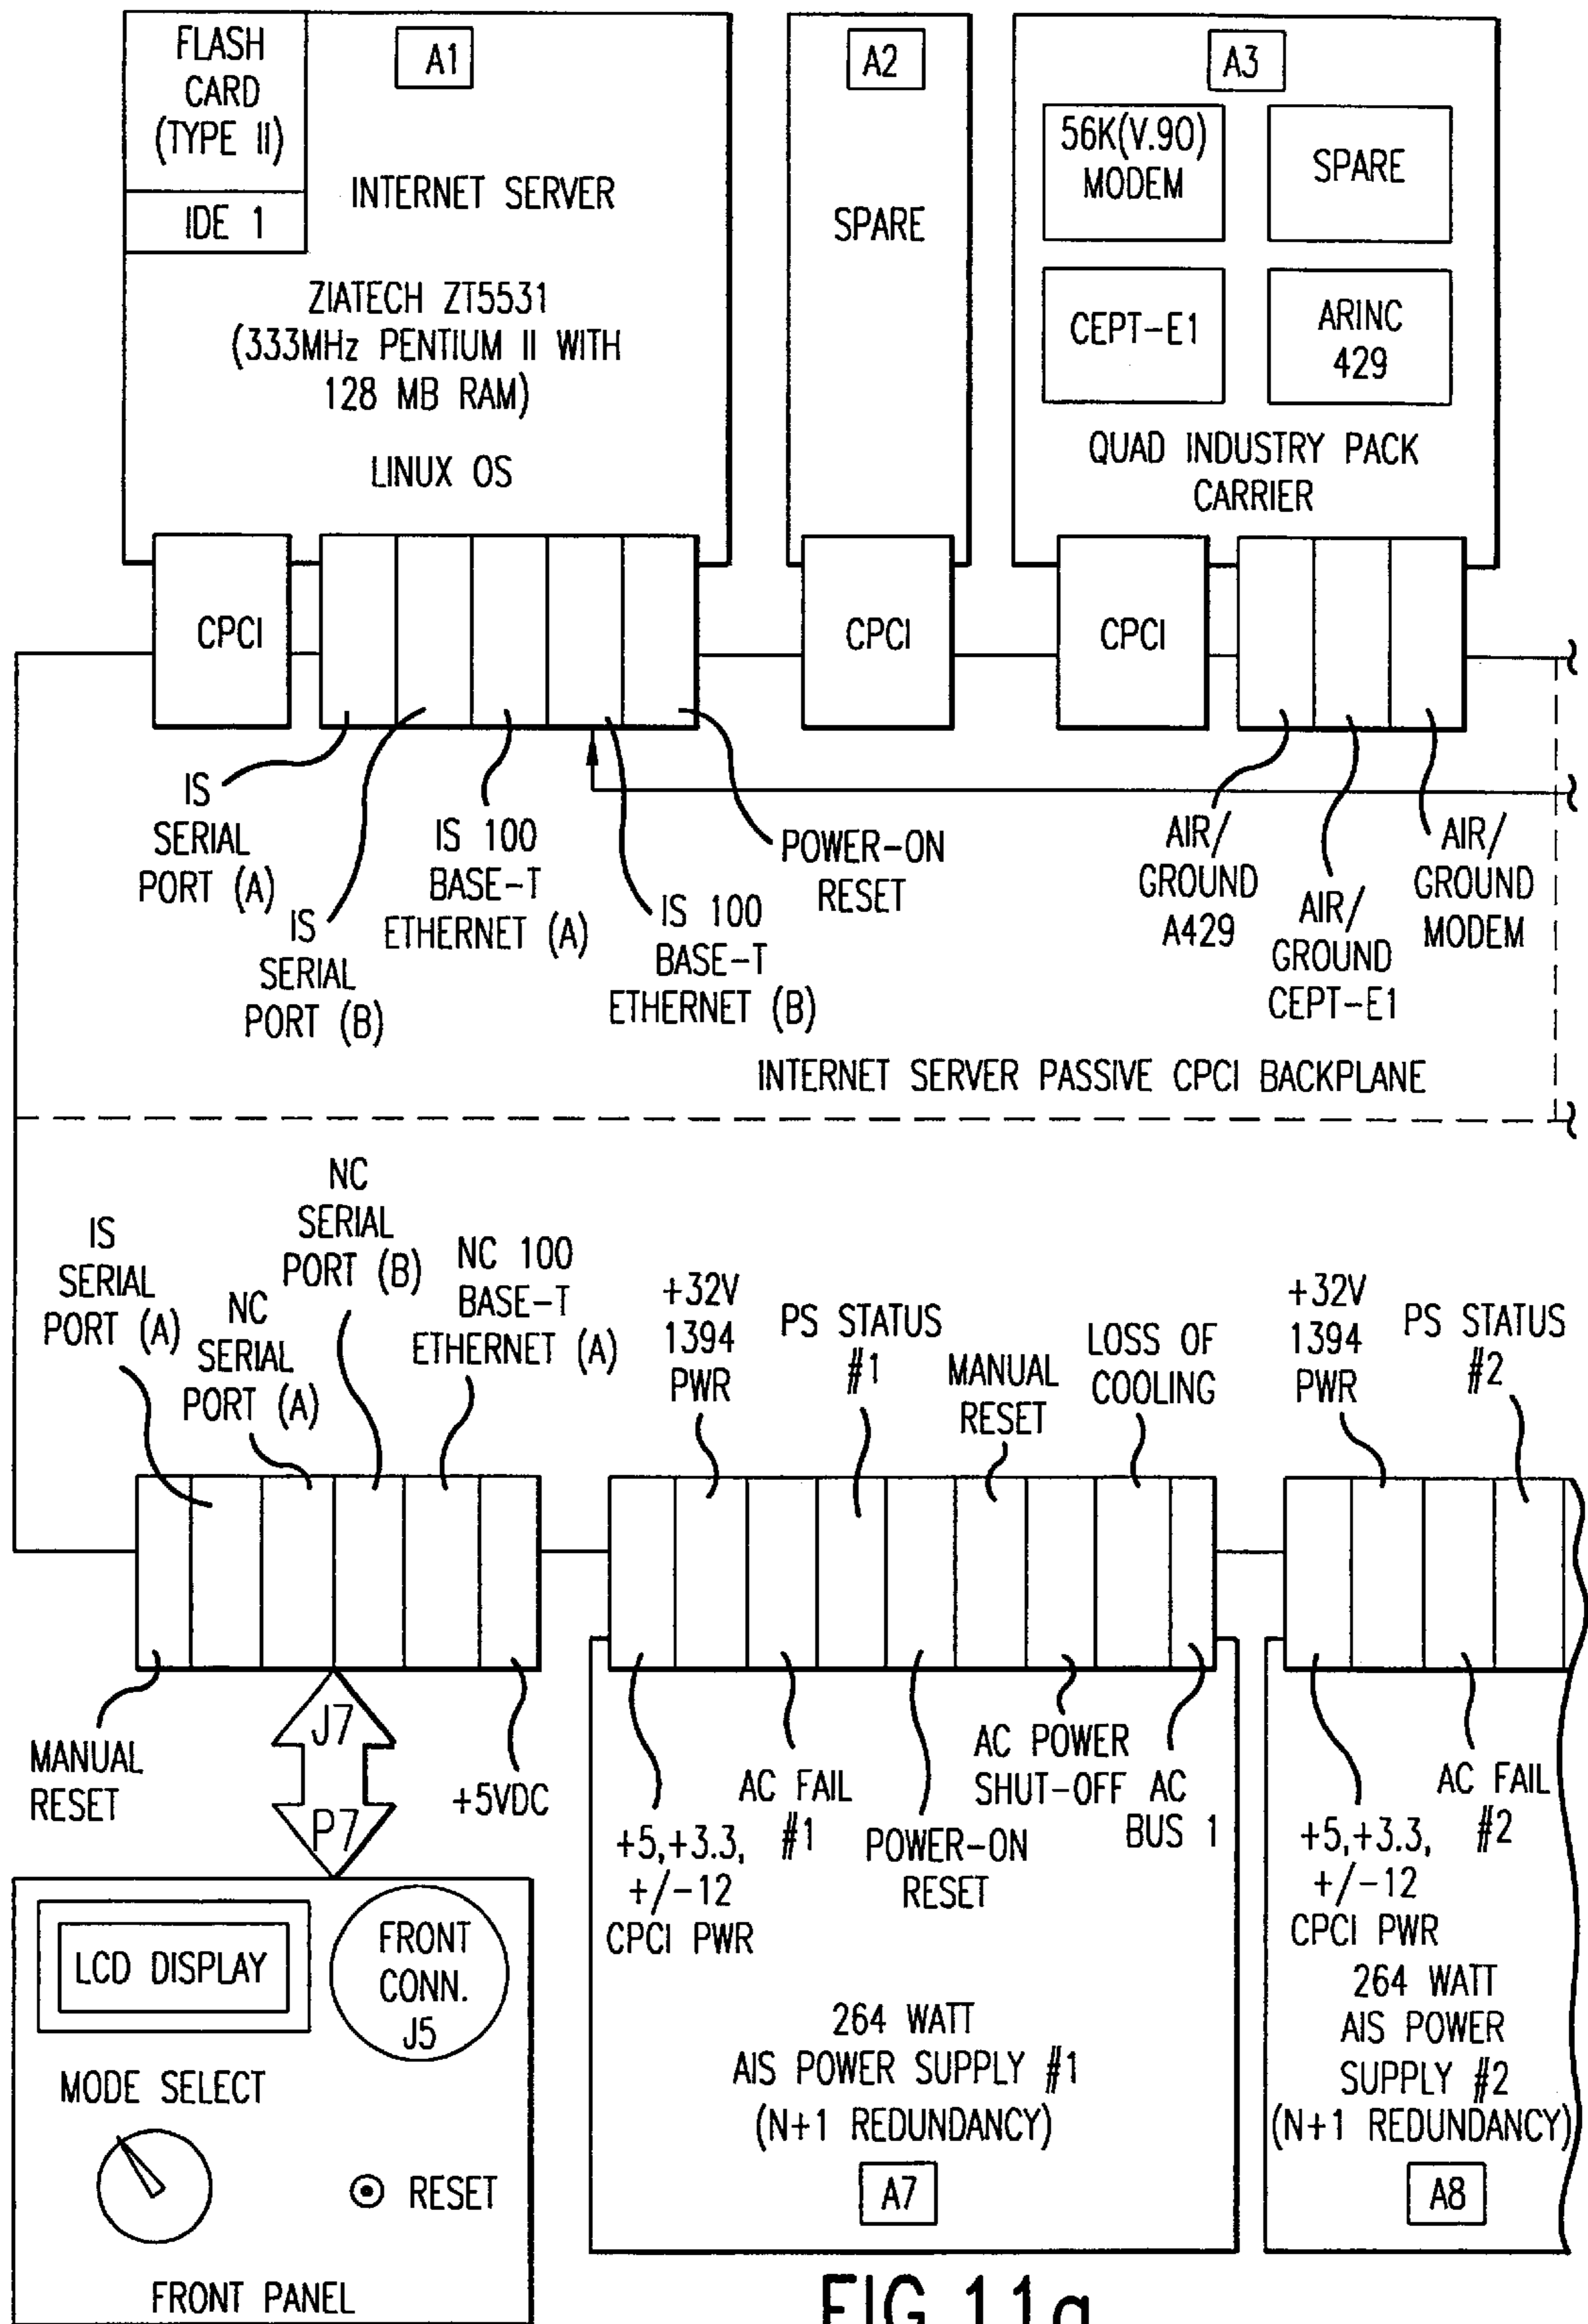 FLASH
CARD
(TYPE II)
IDE 1
A1
INTERNET SERVER
ZIATECH ZT5531
(333MHz PENTIUM II WITH
128 MB RAM)
LINUX OS
A2
SPARE
A3
56K(V.90)
MODEM
SPARE
CEPT-E1
ARINC
429
QUAD INDUSTRY PACK
CARRIER
CPCI
CPCI
CPCI
IS
SERIAL
PORT (A)
IS
SERIAL
PORT (B)
IS 100
BASE-T
ETHERNET (A)
IS 100
BASE-T
ETHERNET (B)
POWER-ON
RESET
AIR/
GROUND
A429
AIR/
GROUND
CEPT-E1
AIR/
GROUND
MODEM
INTERNET SERVER PASSIVE CPCI BACKPLANE
IS
SERIAL
PORT (A)
NC
SERIAL
PORT (A)
NC
SERIAL
PORT (B)
NC 100
BASE-T
ETHERNET (A)
+32V
1394
PWR
PS STATUS
#1
MANUAL
RESET
LOSS OF
COOLING
+32V
1394
PWR
PS STATUS
#2
MANUAL
RESET
J7
P7
+5VDC
+5,+3.3,
+/-12
CPCI PWR
AC FAIL
#1
POWER-ON
RESET
AC POWER
SHUT-OFF
AC
BUS 1
+5,+3.3,
+/-12
CPCI PWR
AC FAIL
#2
LCD DISPLAY
FRONT
CONN.
J5
MODE SELECT
RESET
FRONT PANEL
264 WATT
AIS POWER SUPPLY #1
(N+1 REDUNDANCY)
A7
264 WATT
AIS POWER
SUPPLY #2
(N+1 REDUNDANCY)
A8
FIG.11a